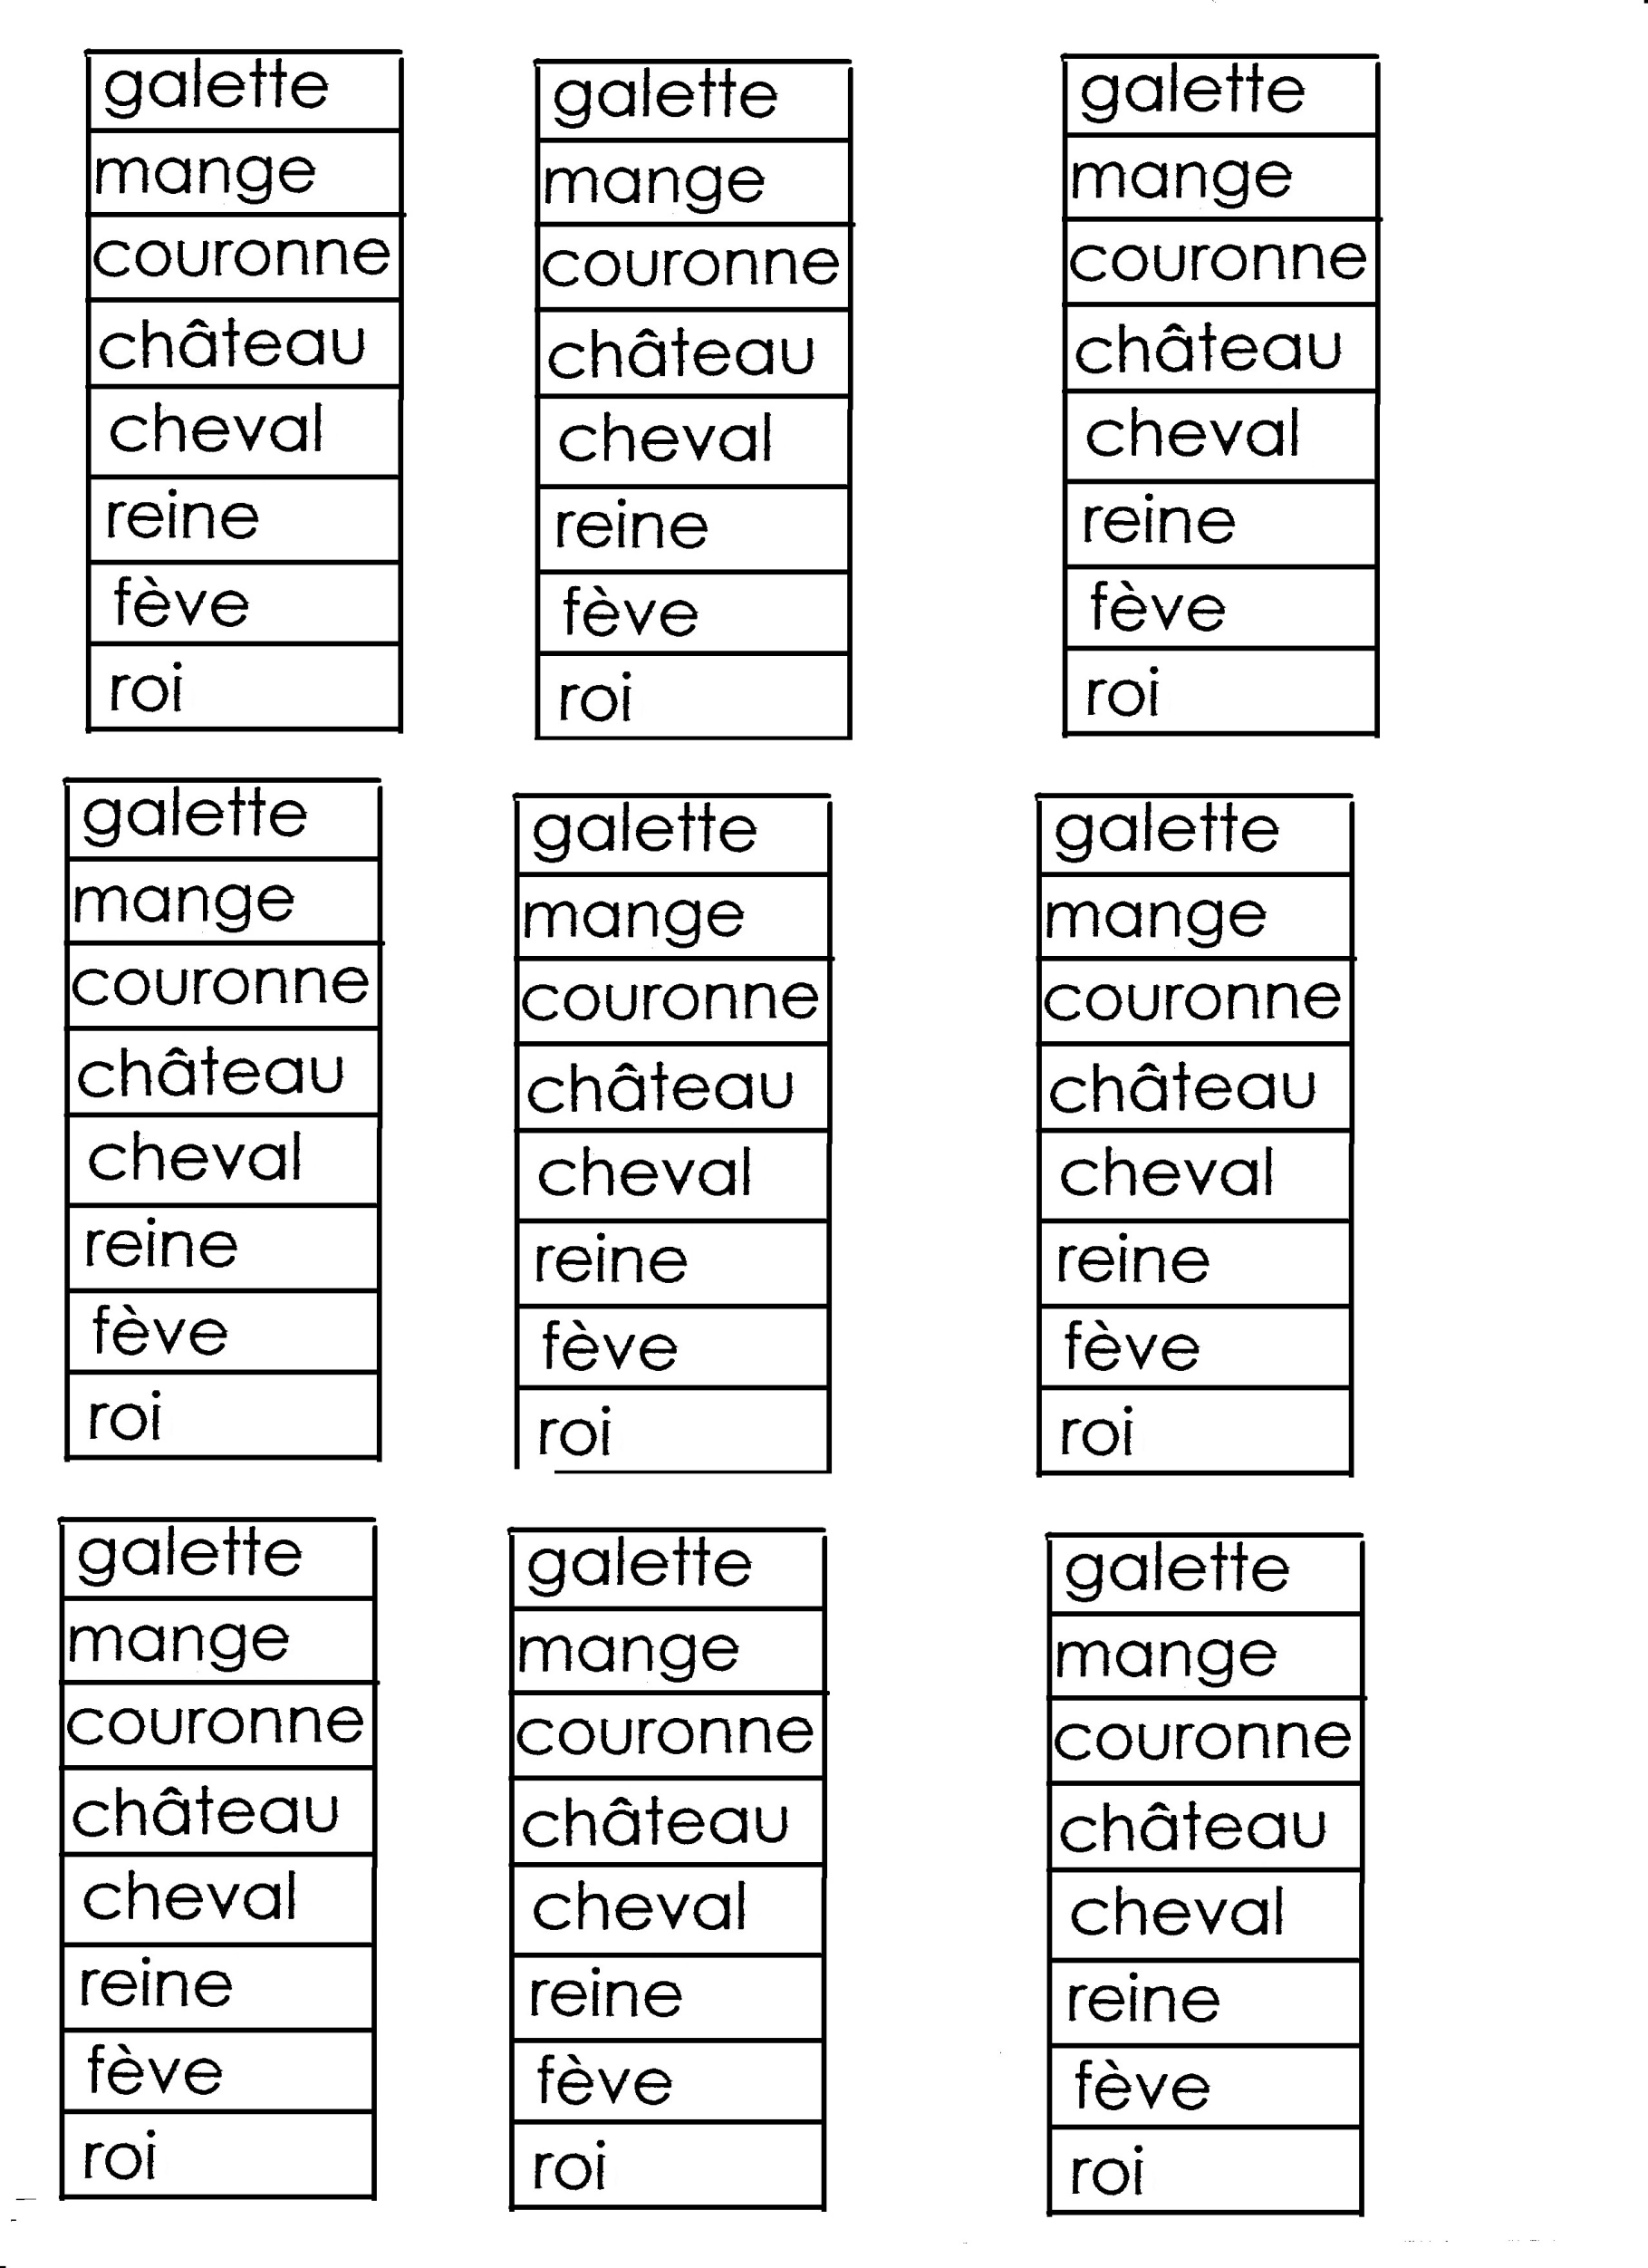 galette
mange
couronne
château
cheval
reine
fève
roi
galette
mange
couronne
château
cheval
reine
fève
roi
galette
mange
couronne
château
cheval
reine
fève
roi
galette
mange
couronne
château
cheval
reine
fève
roi
galette
mange
couronne
château
cheval
reine
fève
roi
galette
mange
couronne
château
cheval
reine
fève
roi
galette
mange
couronne
château
cheval
reine
fève
roi
galette
mange
couronne
château
cheval
reine
fève
roi
galette
mange
couronne
château
cheval
reine
fève
roi